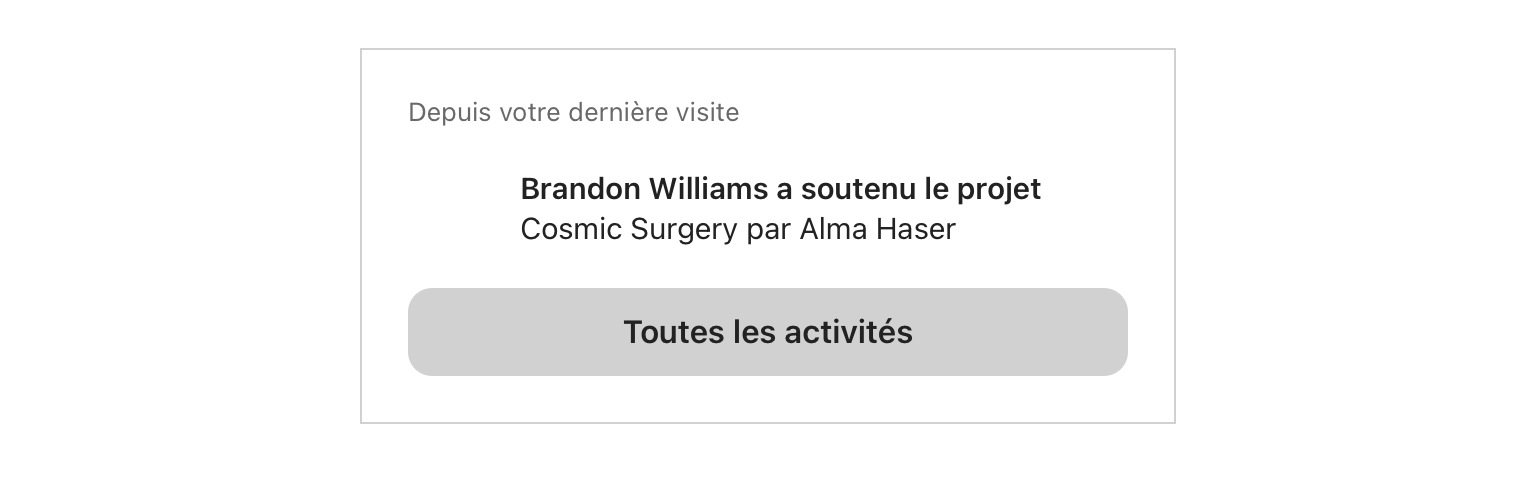 Depuis votre dernière visite
Brandon Williams a soutenu le projet
Cosmic Surgery par Alma Haser
Toutes les activités